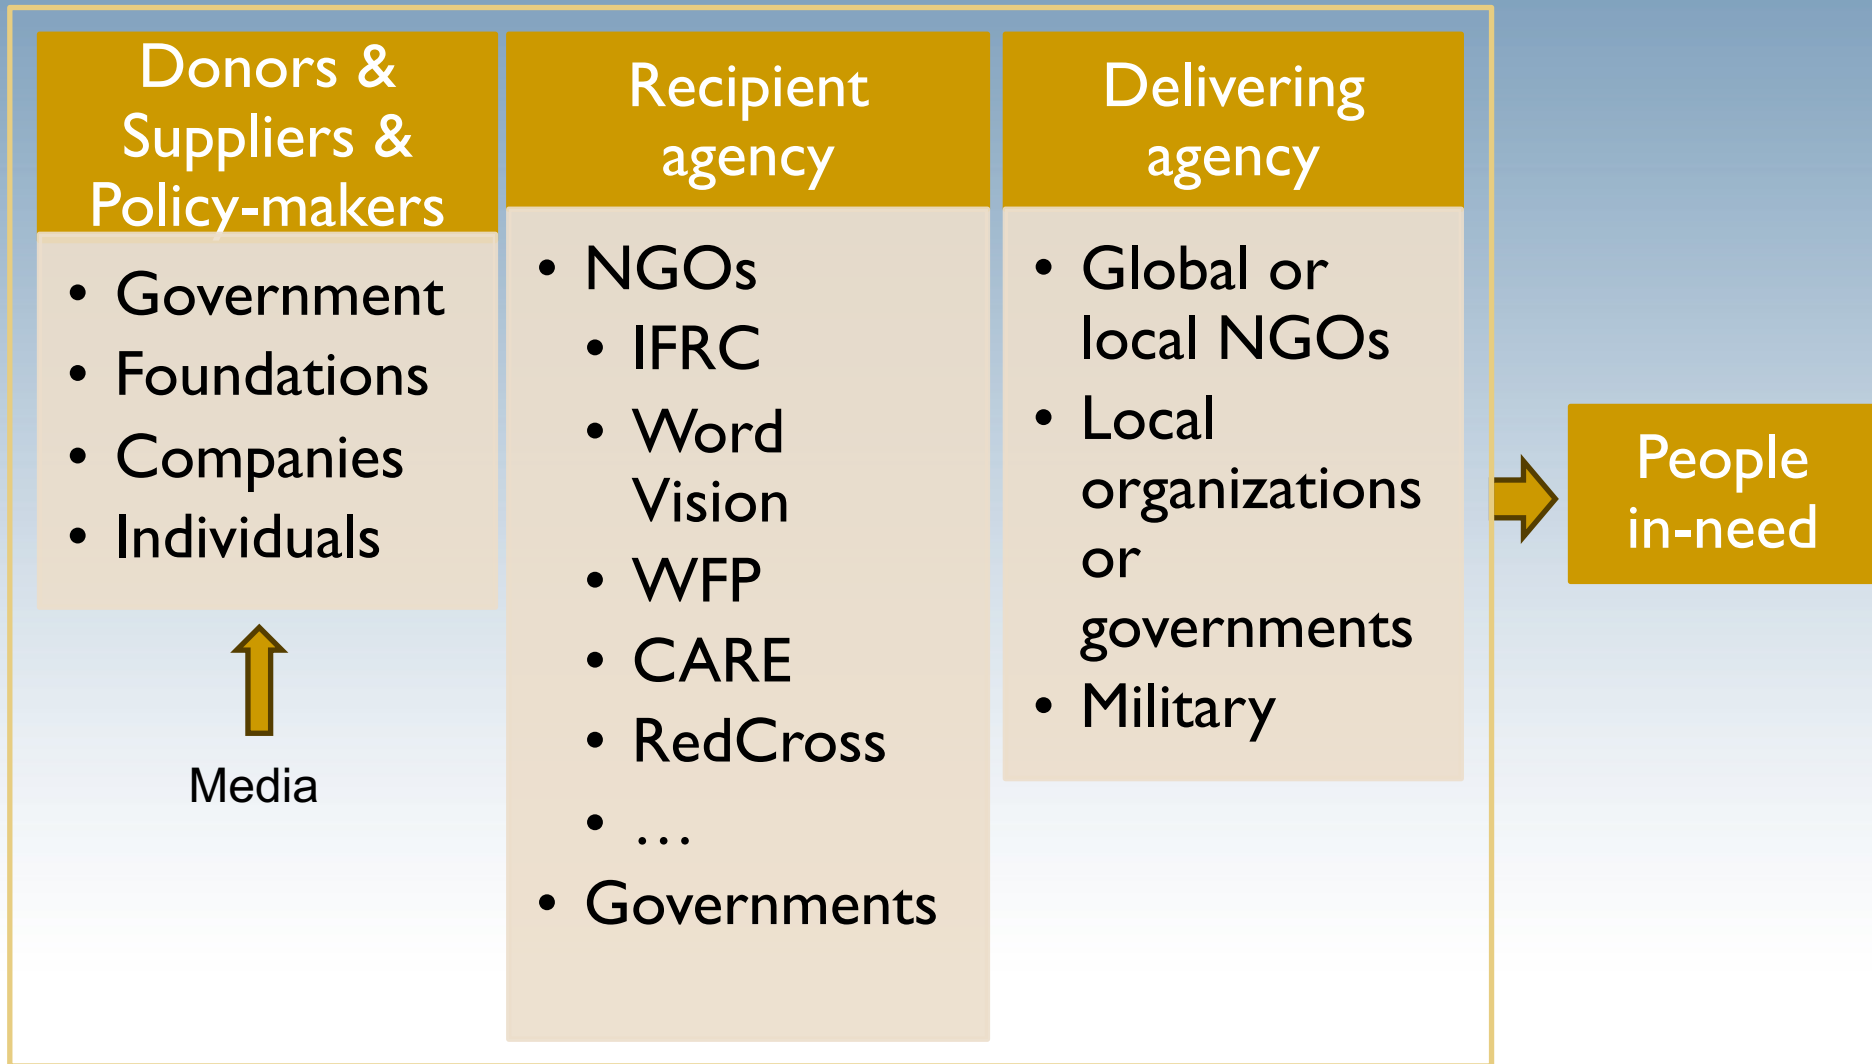 Donors &
Suppliers &
Policy-makers
• Government
• Foundations
• Companies
• Individuals
Media
Recipient
agency
• NGOs
• IFRC
• Word
Vision
• WFP
• CARE
• RedCross
• ...
• Governments
Delivering
agency
• Global or
local NGOs
• Local
organizations
or
governments
• Military
People
in-need